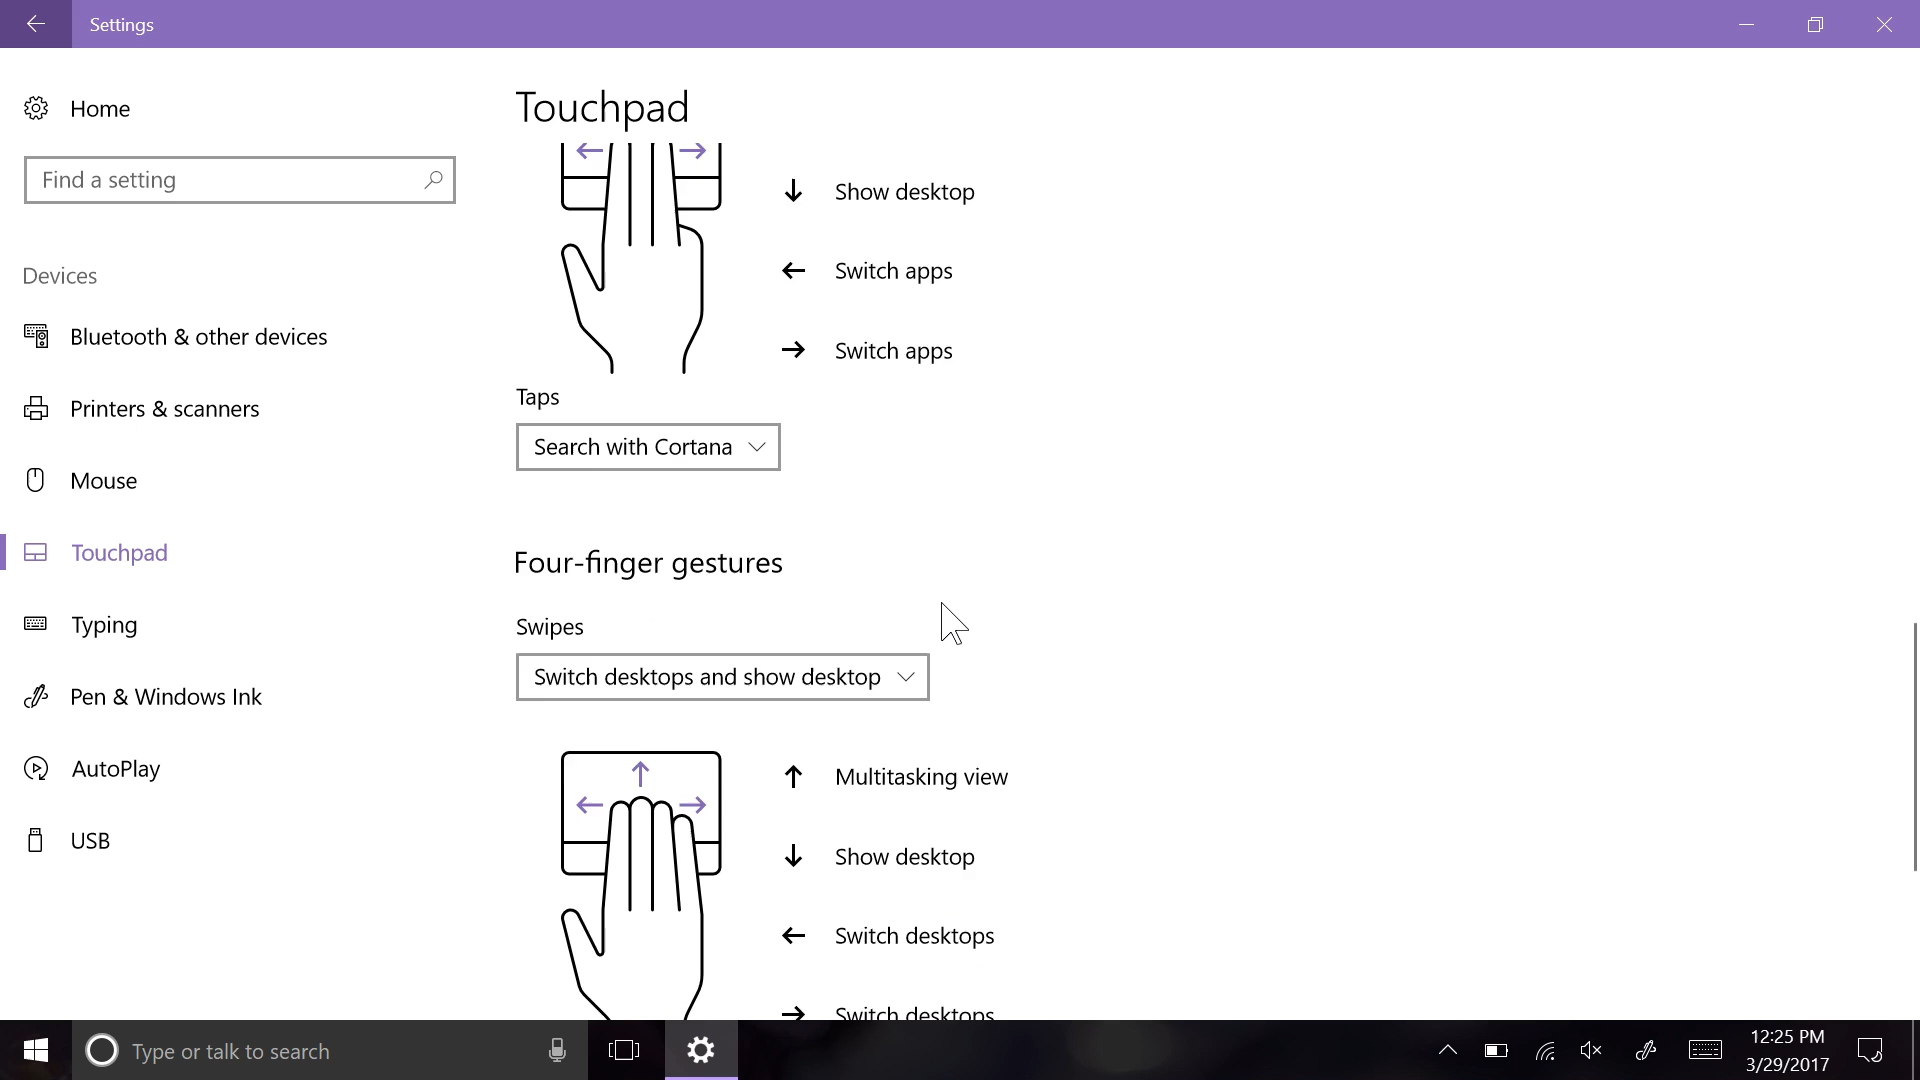 Settings
Home
Find a setting
Devices
Bluetooth & other devices
Printers & scanners
Mouse
Touchpad
Typing
Pen & Windows Ink
AutoPlay
USB
Touchpad
Show desktop
Switch apps
Switch apps
Taps
Search with Cortana
Four-finger gestures
Swipes
Switch desktops and show desktop
Multitasking view
Show desktop
Switch desktops
Switch desktops
Type or talk to search
12:25 PM
3/29/2017